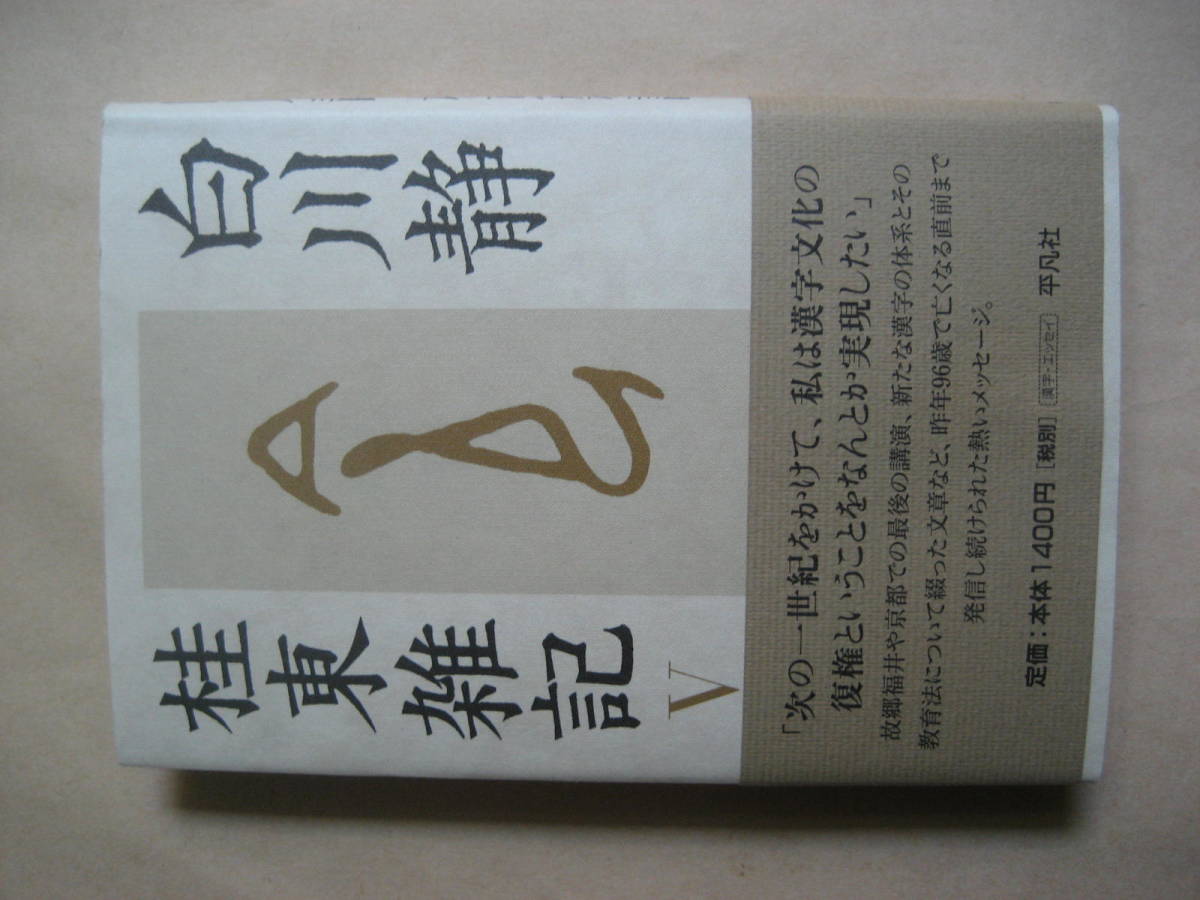 白川静
桂東雑記
V
「次の一世紀をかけて、私は漢字文化の
復権ということをなんとか実現したい」
故郷福井や京都での最後の講演、新たな漢字の体系とその
教育法について綴った文章など、昨年96歳で亡くなる直前まで
発信し続けられた熱いメッセージ。
定価：本体1400円［税別］［漢字・エッセイ］ 平凡社